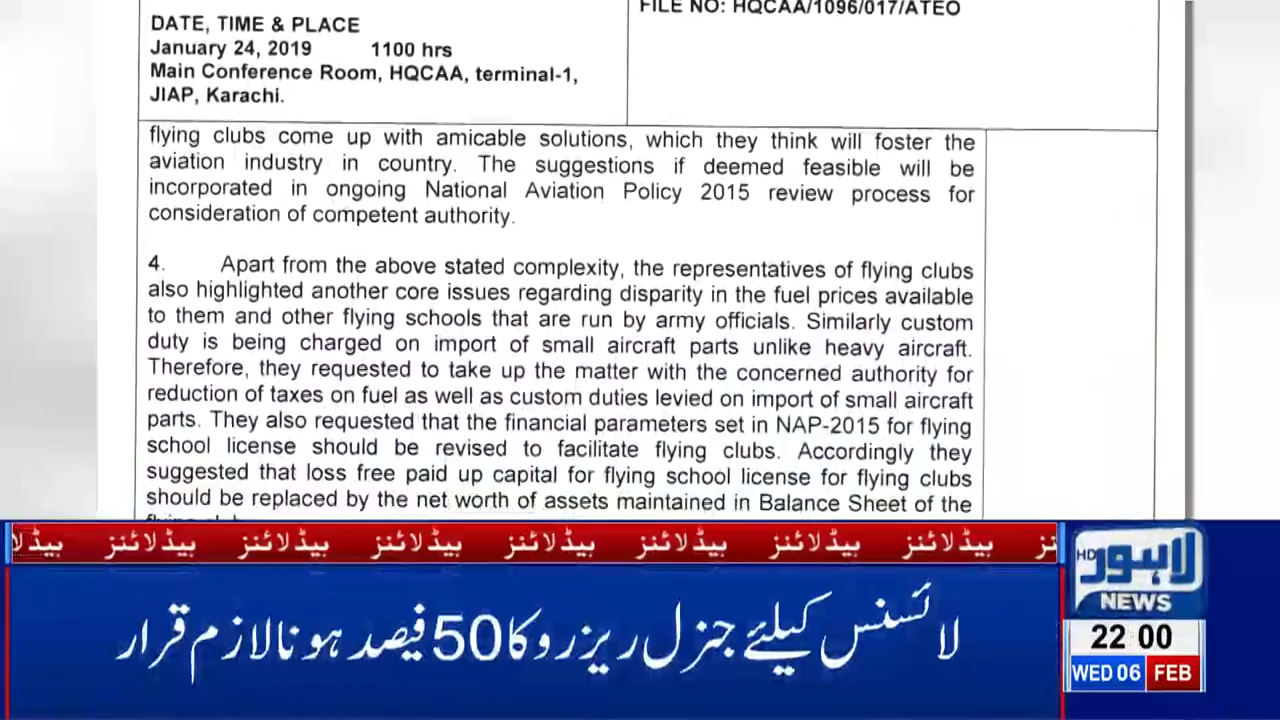 FILE NO: HQCAA/1096/017/ATEO
DATE, TIME & PLACE
January 24, 2019 1100 hrs
Main Conference Room, HQCAA, terminal-1,
JIAP, Karachi.
flying clubs come up with amicable solutions, which they think will foster the
aviation industry in country. The suggestions if deemed feasible will be
incorporated in ongoing National Aviation Policy 2015 review process for
consideration of competent authority.
4. Apart from the above stated complexity, the representatives of flying clubs
also highlighted another core issues regarding disparity in the fuel prices available
to them and other flying schools that are run by army officials. Similarly custom
duty is being charged on import of small aircraft parts unlike heavy aircraft.
Therefore, they requested to take up the matter with the concerned authority for
reduction of taxes on fuel as well as custom duties levied on import of small aircraft
parts. They also requested that the financial parameters set in NAP-2015 for flying
school license should be revised to facilitate flying clubs. Accordingly they
suggested that loss free paid up capital for flying school license for flying clubs
should be replaced by the net worth of assets maintained in Balance Sheet of the
ہیڈلائنز ہیڈلائنز ہیڈلائنز ہیڈلائنز ہیڈلائنز ہیڈلائنز ہیڈلائنز
لائسنس کیلئے جنرل ریزرو کا 50 فیصد ہونا لازم قرار
HD لاہور
NEWS
22 00
WED 06 FEB